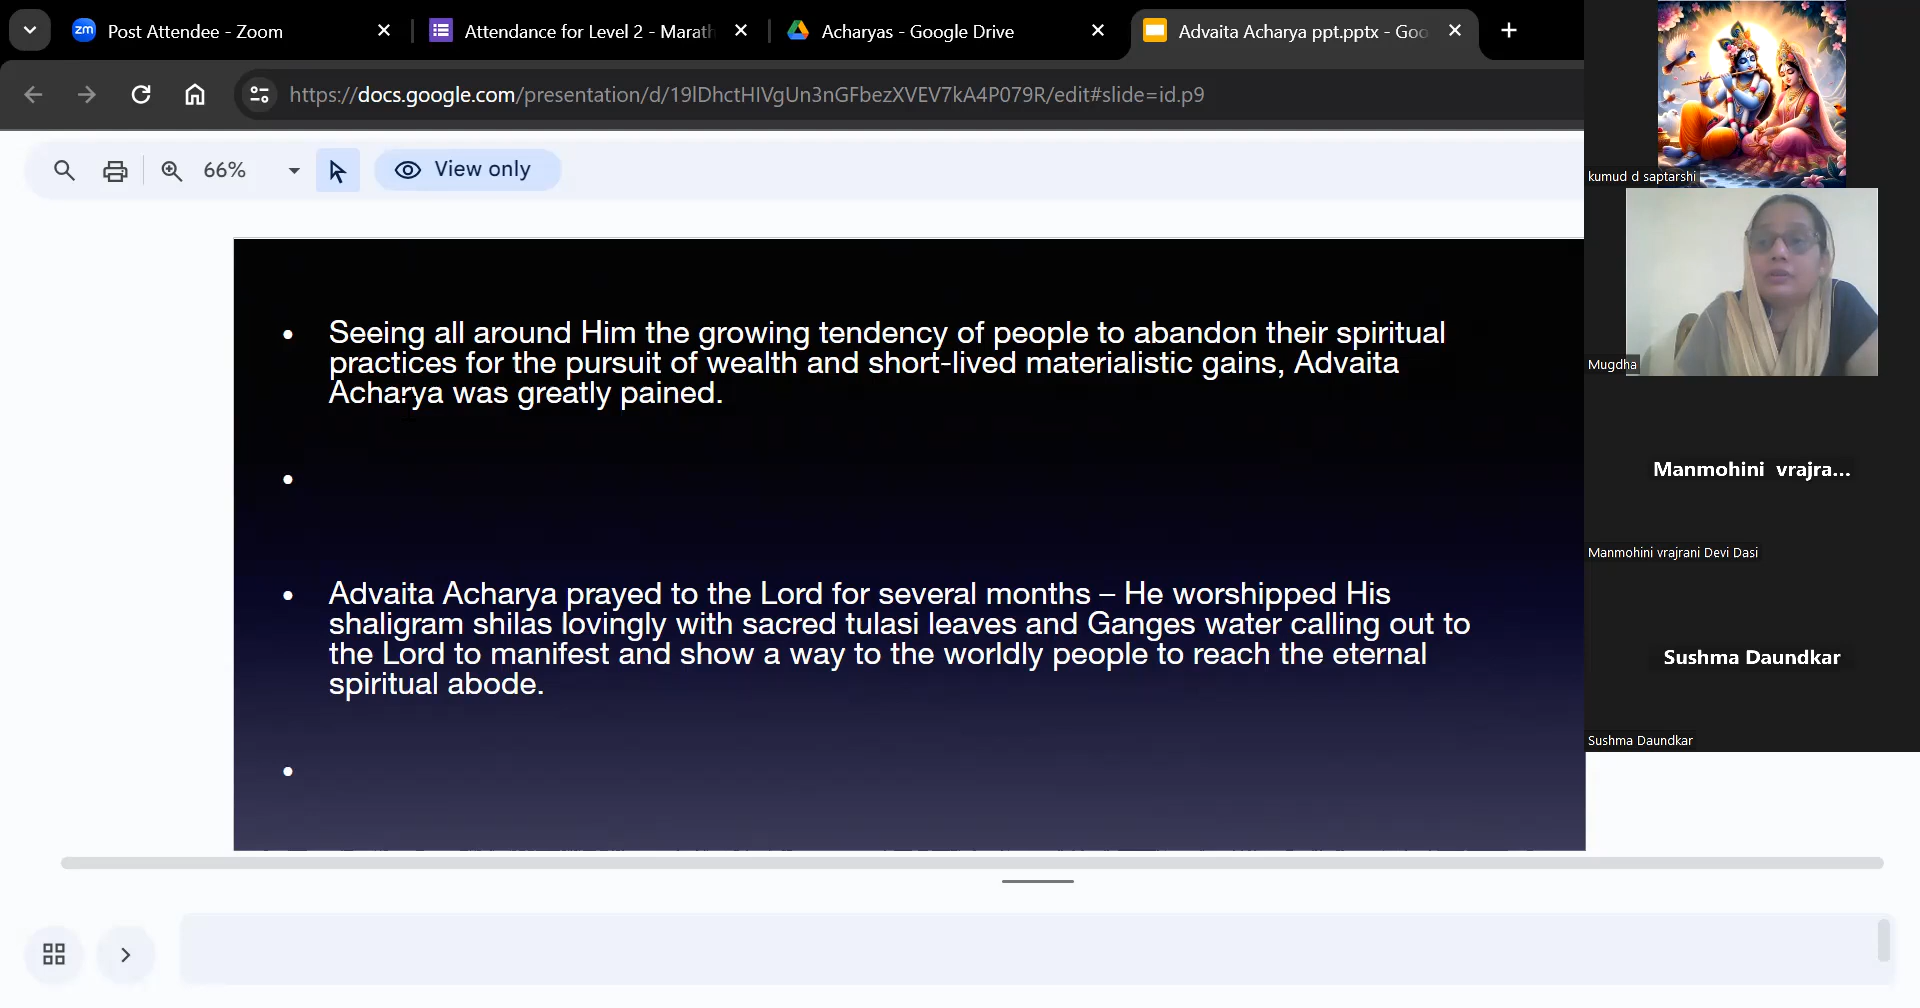 Post Attendee - Zoom
Attendance for Level 2 - Marath
Acharyas - Google Drive
Advaita Acharya ppt.pptx - Goo
https://docs.google.com/presentation/d/19lDhctHIVgUn3nGFbezXVEV7kA4P079R/edit#slide=id.p9
66%
View only
• Seeing all around Him the growing tendency of people to abandon their spiritual
practices for the pursuit of wealth and short-lived materialistic gains, Advaita
Acharya was greatly pained.
•
• Advaita Acharya prayed to the Lord for several months – He worshipped His
shaligram shilas lovingly with sacred tulasi leaves and Ganges water calling out to
the Lord to manifest and show a way to the worldly people to reach the eternal
spiritual abode.
•
kumud d saptarshi
Mugdha
Manmohini vrajra...
Manmohini vrajrani Devi Dasi
Sushma Daundkar
Sushma Daundkar